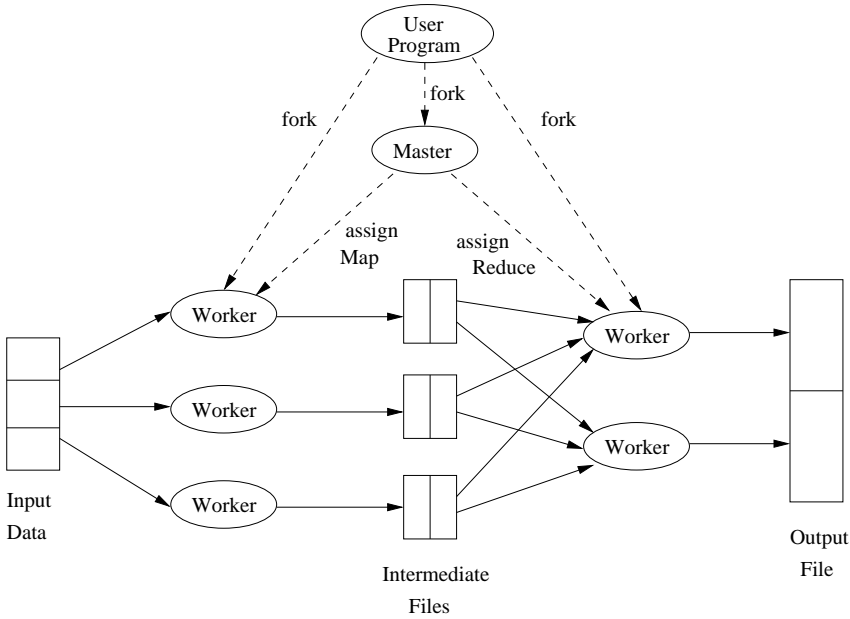 User
Program
fork
fork
fork
Master
assign
Map
assign
Reduce
Worker
Worker
Worker
Worker
Worker
Input
Data
Intermediate
Files
Output
File